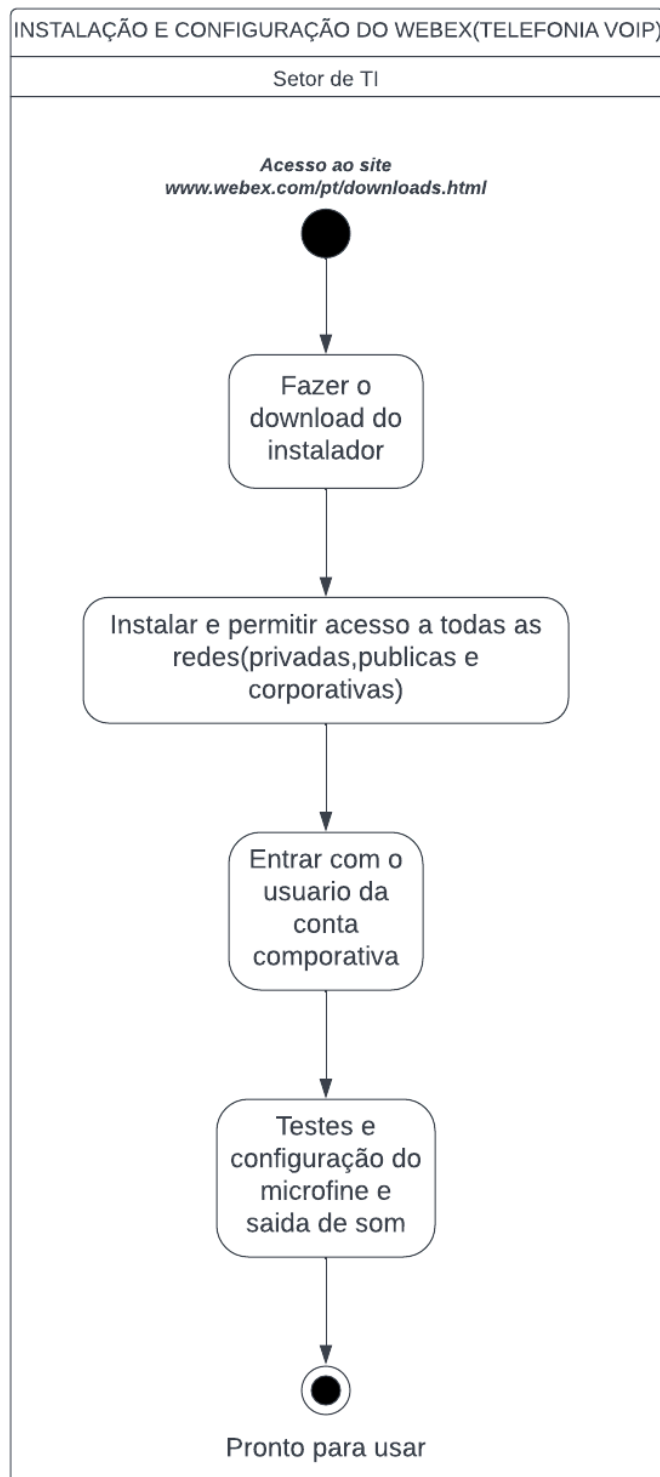 INSTALAÇÃO E CONFIGURAÇÃO DO WEBEX(TELEFONIA VOIP)
Setor de TI
Acesso ao site
www.webex.com/pt/downloads.html
Fazer o
download do
instalador
Instalar e permitir acesso a todas as
redes(privadas,publicas e
corporativas)
Entrar com o
usuario da
conta
comporativa
Testes e
configuração do
microfine e
saida de som
Pronto para usar